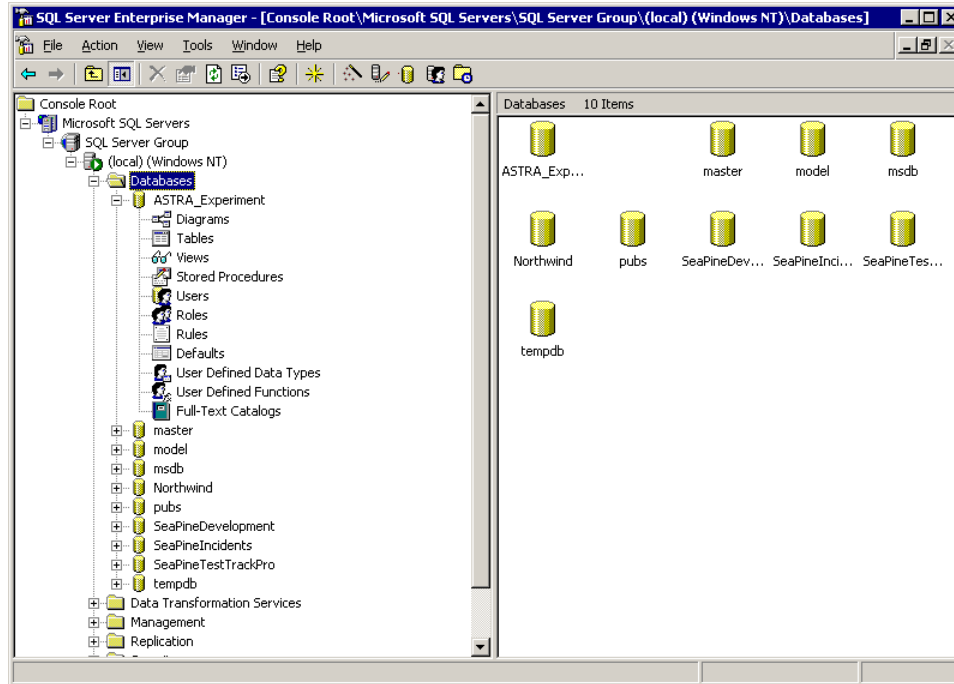 SQL Server Enterprise Manager - [Console Root\Microsoft SQL Servers\SQL Server Group\(local) (Windows NT)\Databases]
File Action View Tools Window Help
Console Root
Microsoft SQL Servers
SQL Server Group
(local) (Windows NT)
Databases
ASTRA_Experiment
Diagrams
Tables
Views
Stored Procedures
Users
Roles
Rules
Defaults
User Defined Data Types
User Defined Functions
Full-Text Catalogs
master
model
msdb
Northwind
pubs
SeaPineDevelopment
SeaPineIncidents
SeaPineTestTrackPro
tempdb
Data Transformation Services
Management
Replication
Databases 10 Items
ASTRA_Exp... master model msdb
Northwind pubs SeaPineDev... SeaPineInci... SeaPineTes...
tempdb